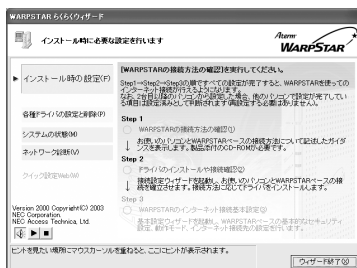 WARPSTAR らくらくウィザード
インストール時に必要な設定を行います
Aterm
WARPSTAR
インストール時の設定(F)
各種ドライバの設定と削除(P)
システムの状態(M)
ネットワーク診断(V)
クイック設定Web(W)
Version 2000 Copyright(C) 2003
NEC Corporation,
NEC Access Technica, Ltd.
【WARPSTARの接続方法の確認】を実行してください。
Step1→Step2→Step3の順ですべての設定が完了すると、WARPSTARを使っての
インターネット接続が行えるようになります。
なお、2台目以降のパソコンから設定した場合、他のパソコンで設定が完了してい
る項目は設定済みとして判断されます(再設定する必要はありません)。
Step 1
WARPSTARの接続方法の確認(1)
お使いのパソコンとWARPSTARベースの接続方法について記述したガイダ
ンスを表示します。製品添付のCD-ROMが必要です。
Step 2
ドライバのインストールや接続確認(2)
接続設定ウィザードを起動し、お使いのパソコンとWARPSTARベースの接
続を確立させます。接続方法に応じてドライバをインストールします。
Step 3
WARPSTARのインターネット接続基本設定(3)
基本設定ウィザードを起動し、WARPSTARベースの基本的なセキュリティ
設定、動作モード、インターネット接続先の設定を行います。
ヒントを見たい場所にマウスカーソルを重ねると、ここにヒントが表示されます。
ウィザード終了(X)